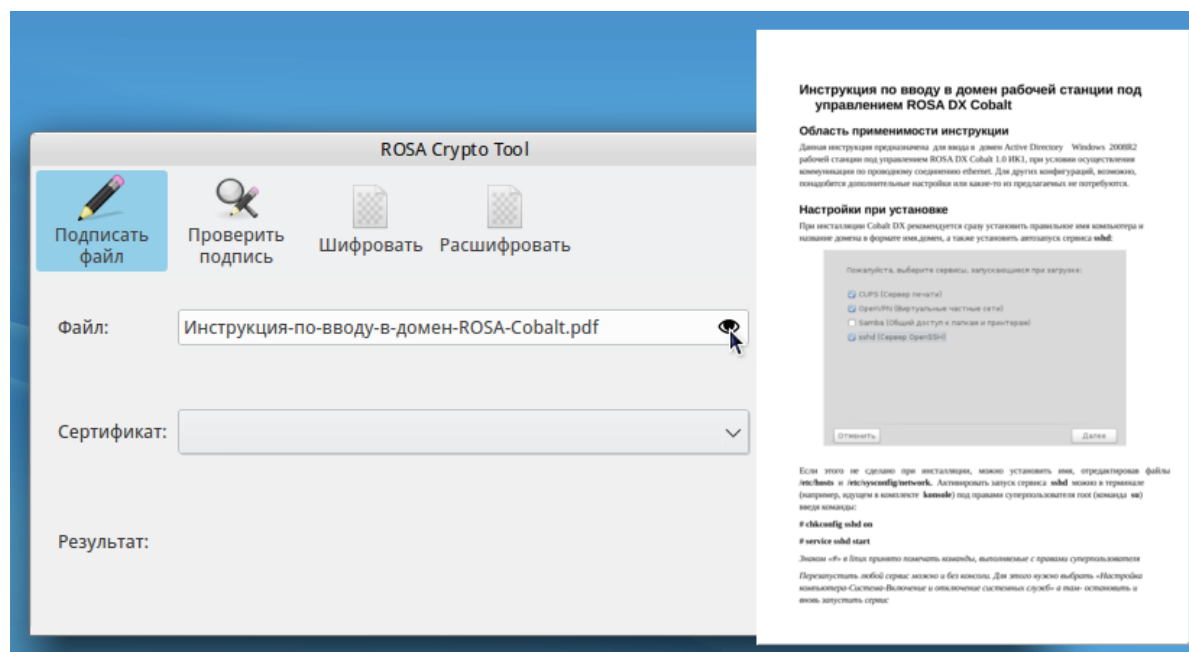 ROSA Crypto Tool
Подписать
файл
Проверить
подпись
Шифровать
Расшифровать
Файл:
Инструкция-по-вводу-в-домен-ROSA-Cobalt.pdf
Сертификат:
Результат:
Инструкция по вводу в домен рабочей станции под
управлением ROSA DX Cobalt
Область применимости инструкции
Данная инструкция предназначена для ввода в домен Active Directory Windows 2008R2
рабочей станции под управлением ROSA DX Cobalt 1.0 ИК1, при условии осуществления
коммуникации по проводному соединению ethernet. Для других конфигураций, возможно,
понадобятся дополнительные настройки или какие-то из предлагаемых не потребуются.
Настройки при установке
При инсталляции Cobalt DX рекомендуется сразу установить правильное имя компьютера и
название домена в формате имя.домен, а также установить автозапуск сервиса sshd:
Пожалуйста, выберите сервисы, запускающиеся при загрузке:
CUPS (Сервер печати)
OpenVPN (Виртуальные частные сети)
Samba (Общий доступ к папкам и принтерам)
sshd (Сервер OpenSSH)
Отменить
Далее
Если этого не сделано при инсталляции, можно установить имя, отредактировав файлы
/etc/hosts и /etc/sysconfig/network. Активировать запуск сервиса sshd можно в терминале
(например, идущем в комплекте konsole) под правами суперпользователя root (команда su)
введя команды:
# chkconfig sshd on
# service sshd start
Знаком «#» в linux принято помечать команды, выполняемые с правами суперпользователя
Перезапустить любой сервис можно и без консоли. Для этого нужно выбрать «Настройка
компьютера-Система-Включение и отключение системных служб» а там- остановить и
вновь запустить сервис